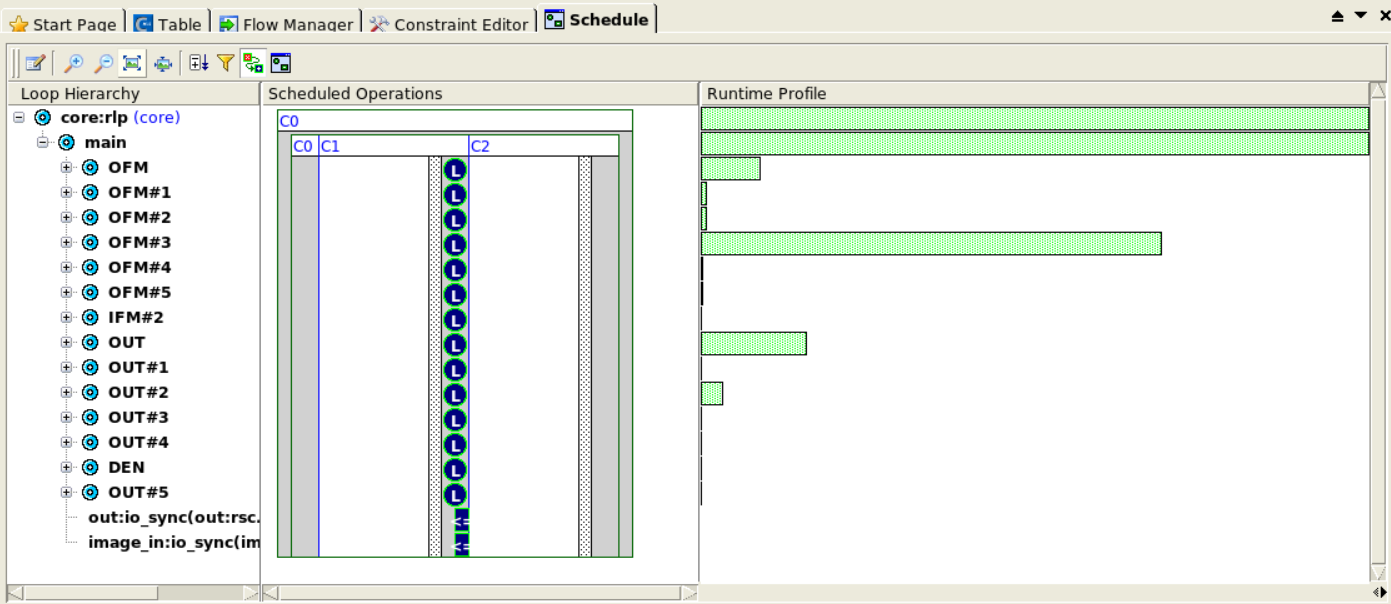 Start Page Table Flow Manager Constraint Editor Schedule
Loop Hierarchy Scheduled Operations Runtime Profile
core:rlp (core)
C0
main
C0 C1 C2
OFM L
OFM#1 L
OFM#2 L
OFM#3 L
OFM#4 L
OFM#5 L
IFM#2 L
OUT L
OUT#1 L
OUT#2 L
OUT#3 L
OUT#4 L
DEN L
OUT#5 L
out:io_sync(out:rsc. <=
image_in:io_sync(im <=